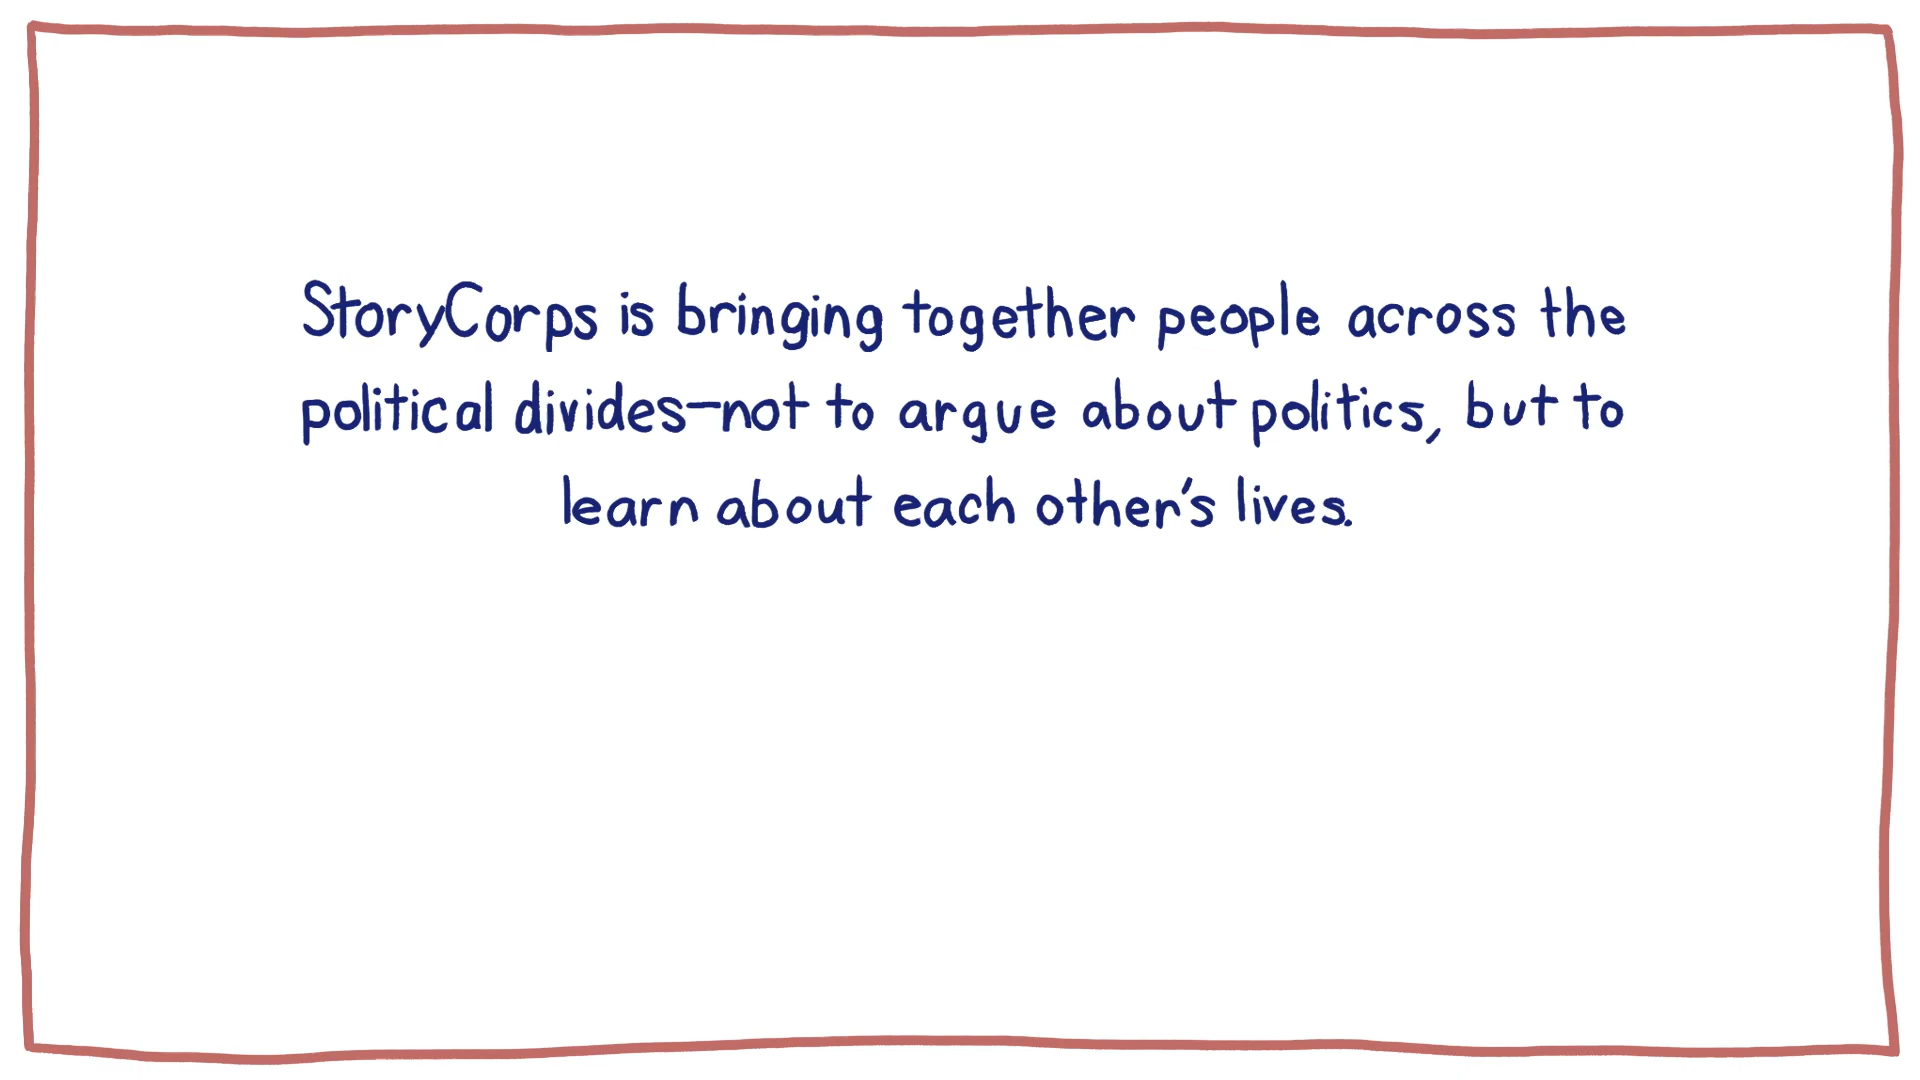 StoryCorps is bringing together people across the
political divides—not to argue about politics, but to
learn about each other's lives.